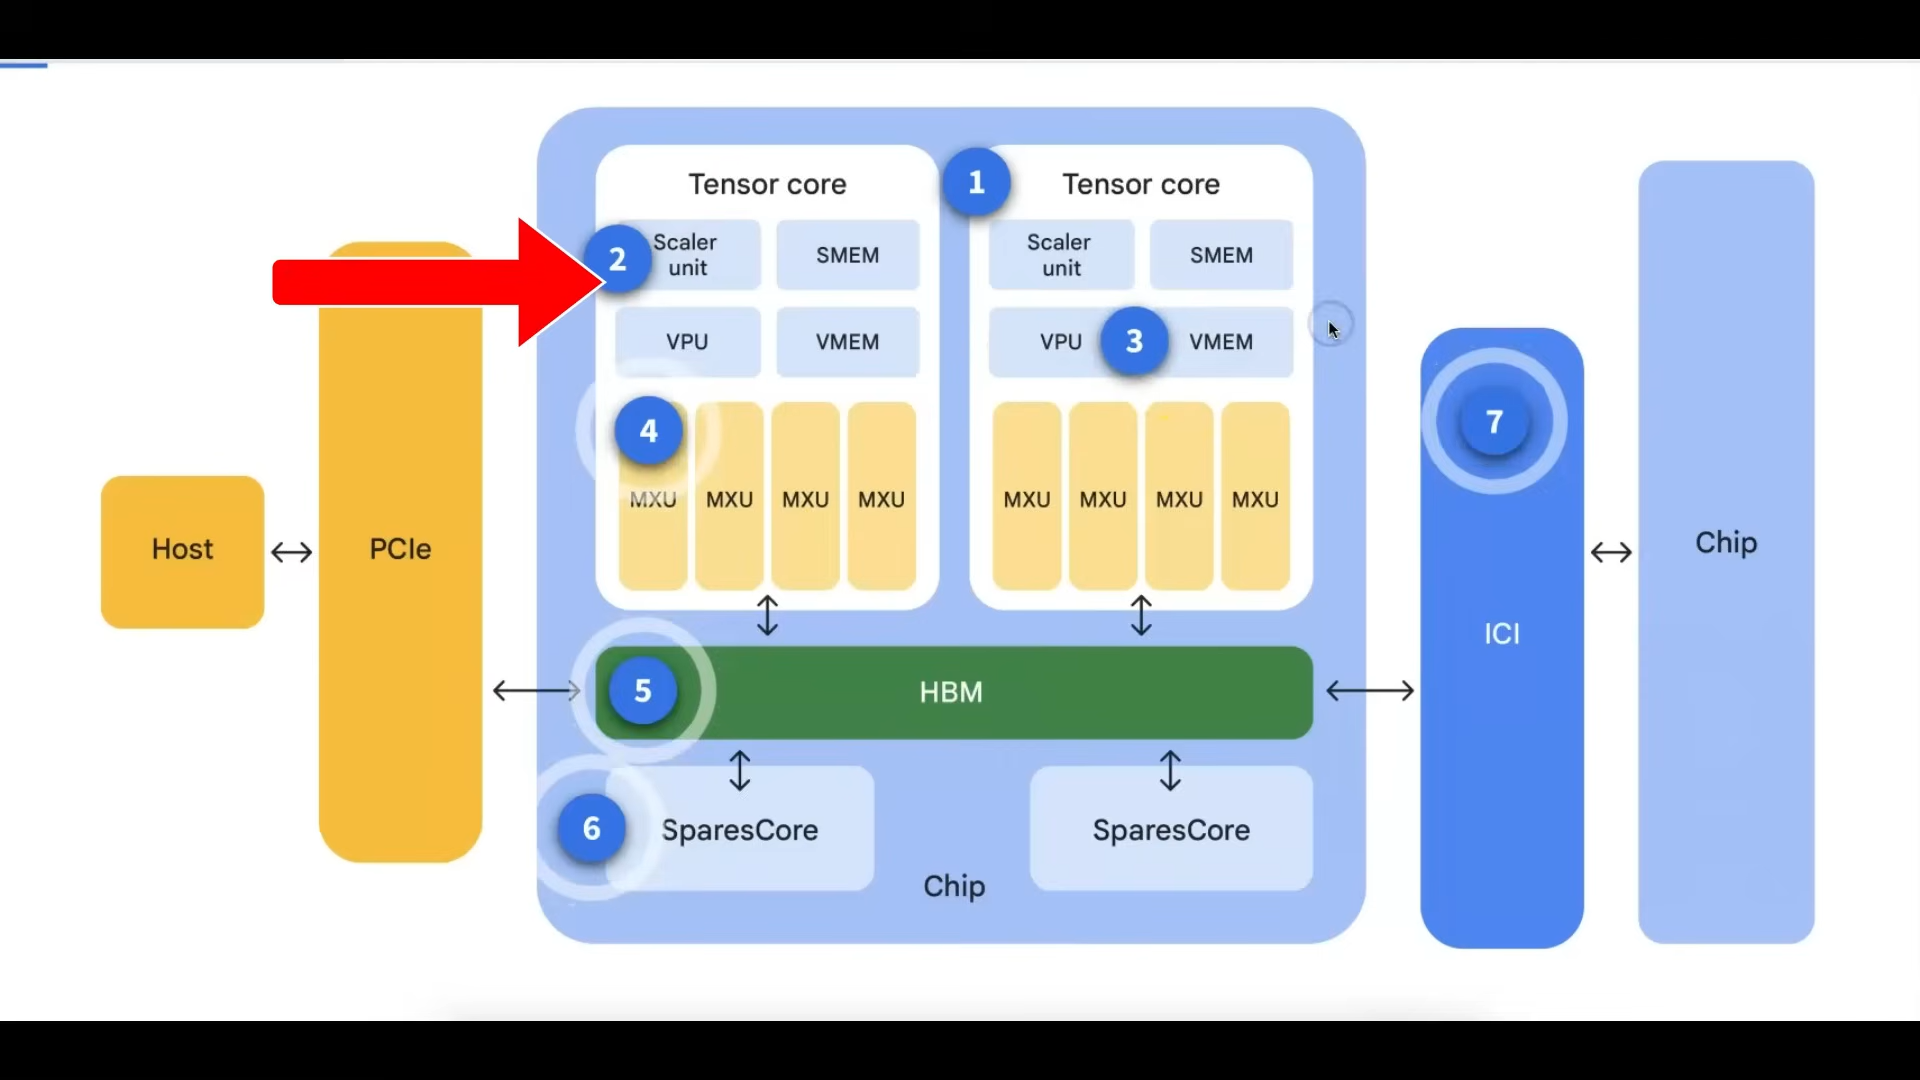 Tensor core
1
Tensor core
2
Scaler
unit
SMEM
Scaler
unit
SMEM
VPU
VMEM
VPU
3
VMEM
4
7
MXU
MXU
MXU
MXU
MXU
MXU
MXU
MXU
Host
PCIe
Chip
ICI
5
HBM
6
SparesCore
SparesCore
Chip